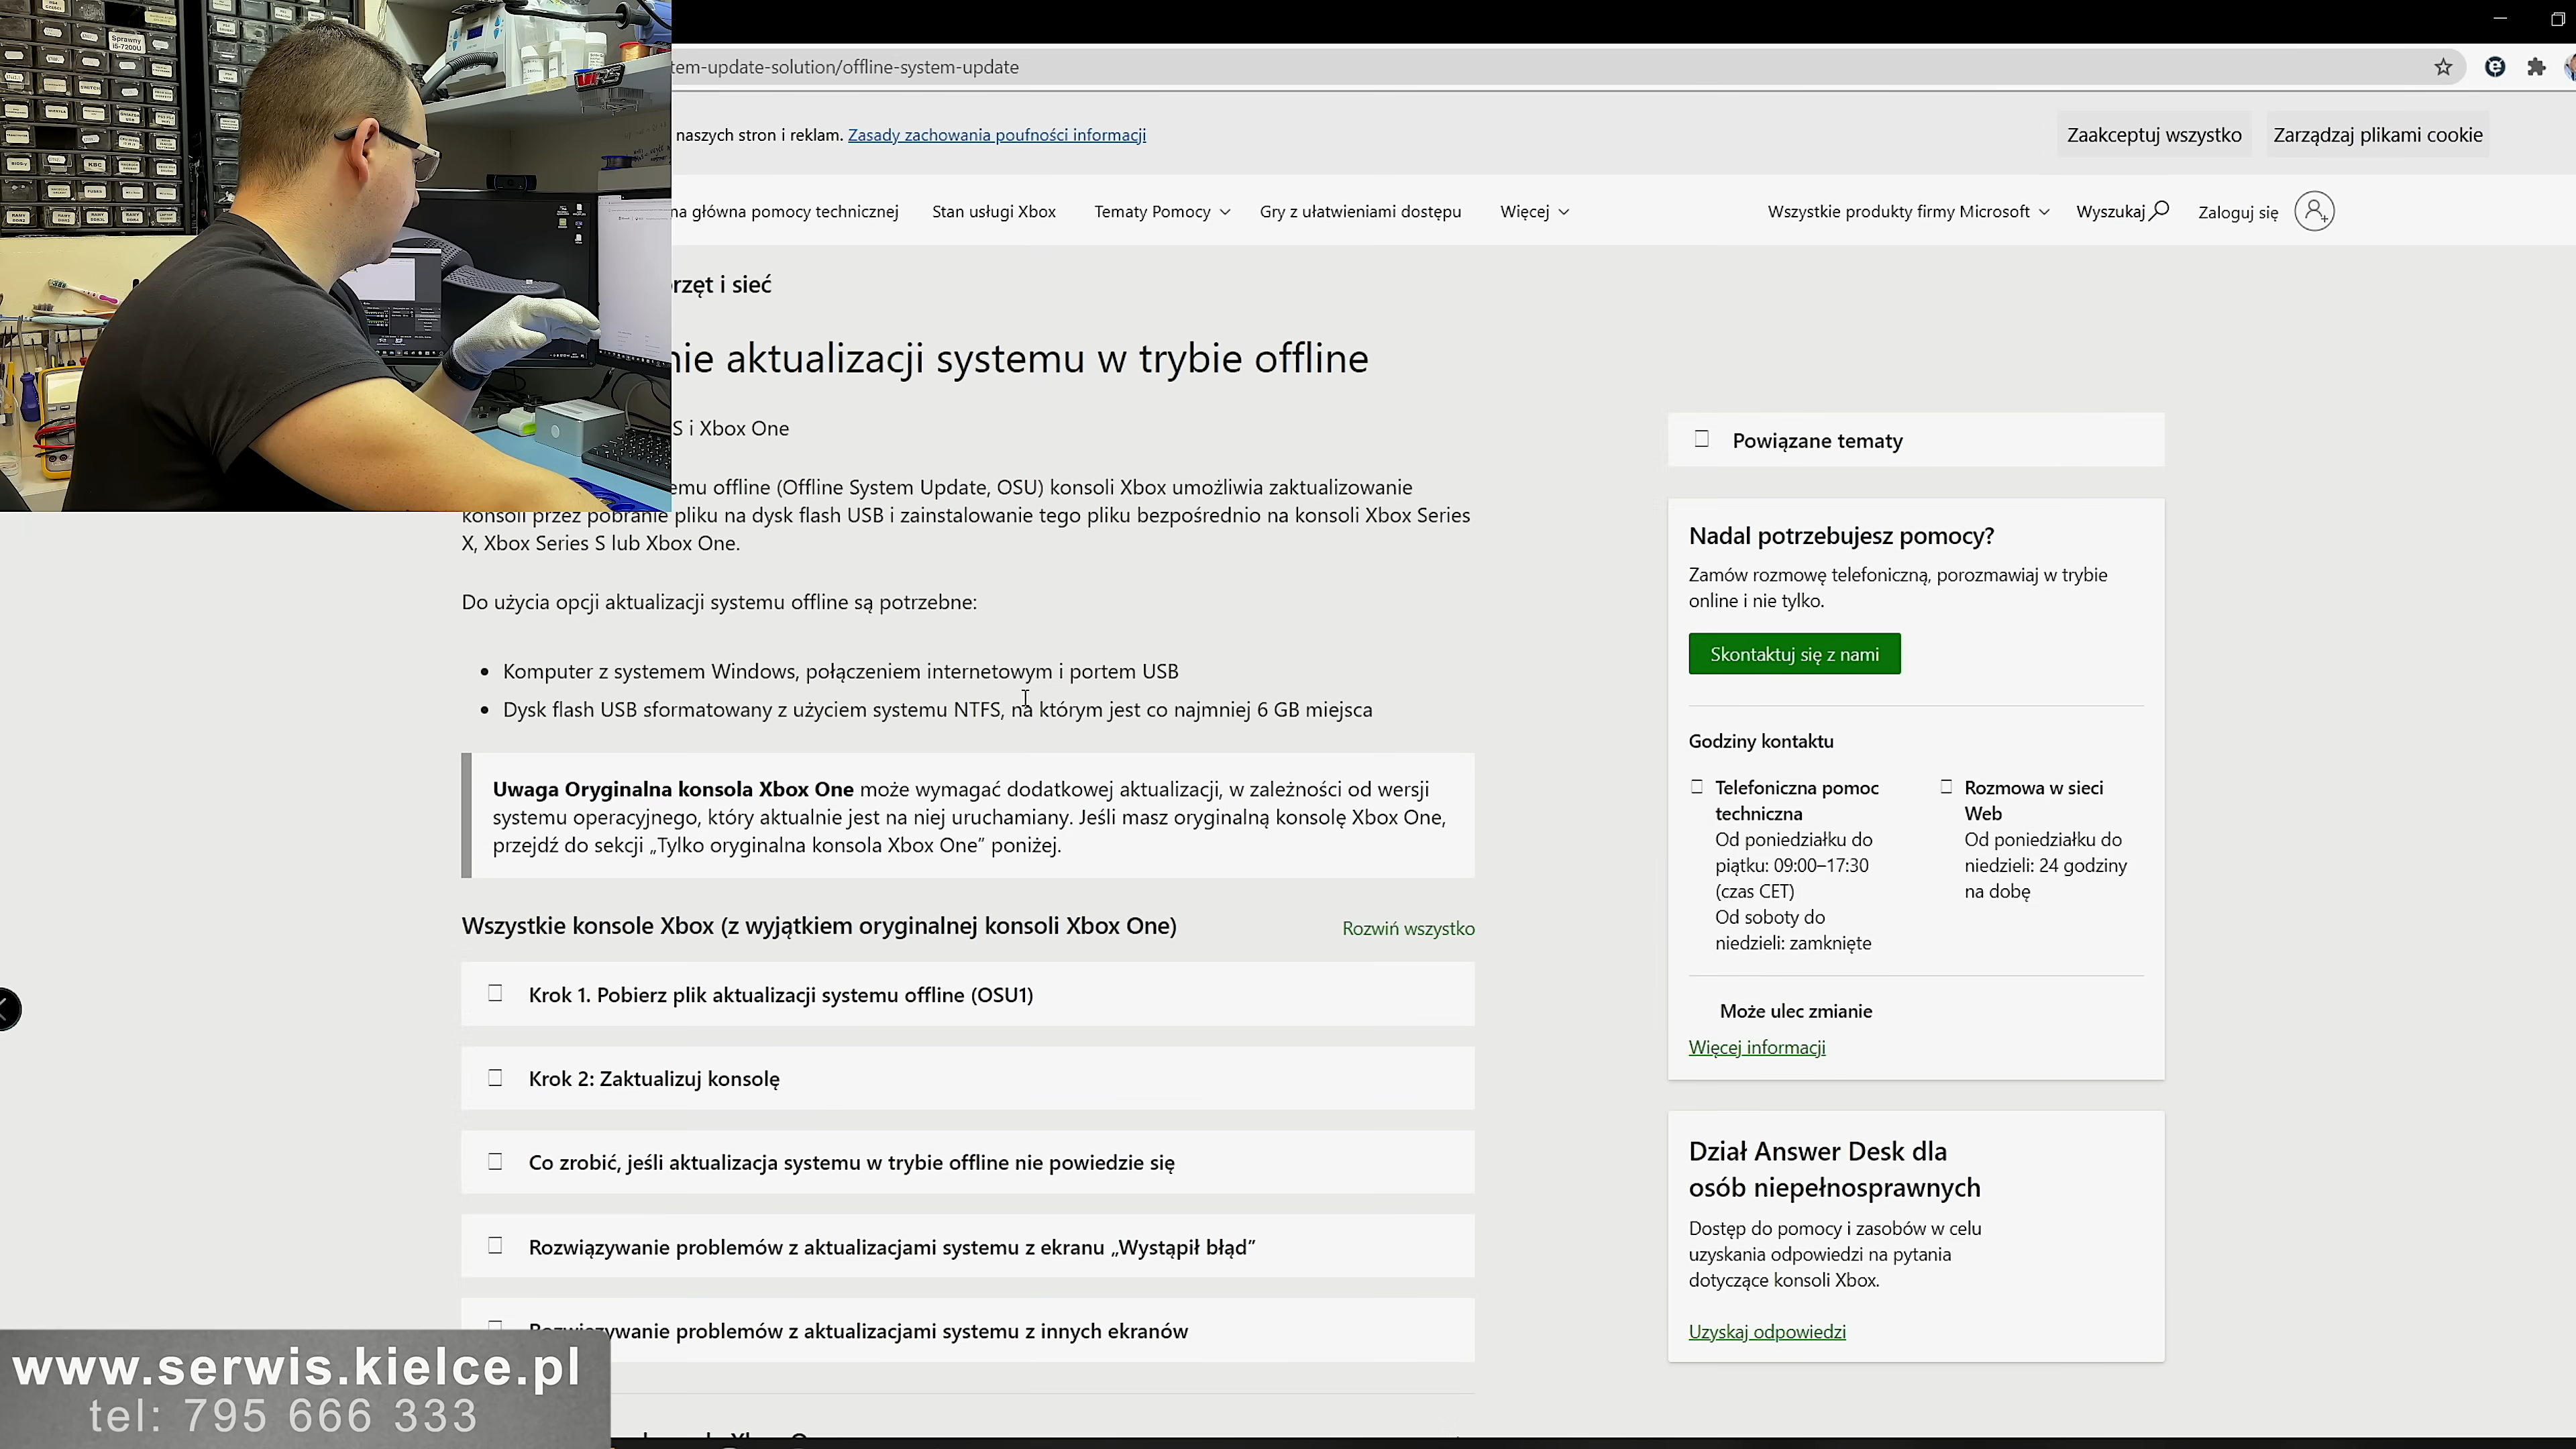 Sprawny
i5-7200U
SWITCH
KBC
FUSES
tem-update-solution/offline-system-update
naszych stron i reklam. Zasady zachowania poufności informacji
Zaakceptuj wszystko
Zarządzaj plikami cookie
na główna pomocy technicznej
Stan usługi Xbox
Tematy Pomocy
Gry z ułatwieniami dostępu
Więcej
Wszystkie produkty firmy Microsoft
Wyszukaj
Zaloguj się
rzęt i sieć
nie aktualizacji systemu w trybie offline
S i Xbox One
emu offline (Offline System Update, OSU) konsoli Xbox umożliwia zaktualizowanie
konsoli przez pobranie pliku na dysk flash USB i zainstalowanie tego pliku bezpośrednio na konsoli Xbox Series
X, Xbox Series S lub Xbox One.
Do użycia opcji aktualizacji systemu offline są potrzebne:
• Komputer z systemem Windows, połączeniem internetowym i portem USB
• Dysk flash USB sformatowany z użyciem systemu NTFS, na którym jest co najmniej 6 GB miejsca
Uwaga Oryginalna konsola Xbox One może wymagać dodatkowej aktualizacji, w zależności od wersji
systemu operacyjnego, który aktualnie jest na niej uruchamiany. Jeśli masz oryginalną konsolę Xbox One,
przejdź do sekcji „Tylko oryginalna konsola Xbox One” poniżej.
Wszystkie konsole Xbox (z wyjątkiem oryginalnej konsoli Xbox One)
Rozwiń wszystko
Krok 1. Pobierz plik aktualizacji systemu offline (OSU1)
Krok 2: Zaktualizuj konsolę
Co zrobić, jeśli aktualizacja systemu w trybie offline nie powiedzie się
Rozwiązywanie problemów z aktualizacjami systemu z ekranu „Wystąpił błąd”
Rozwiązywanie problemów z aktualizacjami systemu z innych ekranów
Powiązane tematy
Nadal potrzebujesz pomocy?
Zamów rozmowę telefoniczną, porozmawiaj w trybie
online i nie tylko.
Skontaktuj się z nami
Godziny kontaktu
Telefoniczna pomoc
techniczna
Od poniedziałku do
piątku: 09:00–17:30
(czas CET)
Od soboty do
niedzieli: zamknięte
Rozmowa w sieci
Web
Od poniedziałku do
niedzieli: 24 godziny
na dobę
Może ulec zmianie
Więcej informacji
Dział Answer Desk dla
osób niepełnosprawnych
Dostęp do pomocy i zasobów w celu
uzyskania odpowiedzi na pytania
dotyczące konsoli Xbox.
Uzyskaj odpowiedzi
www.serwis.kielce.pl
tel: 795 666 333